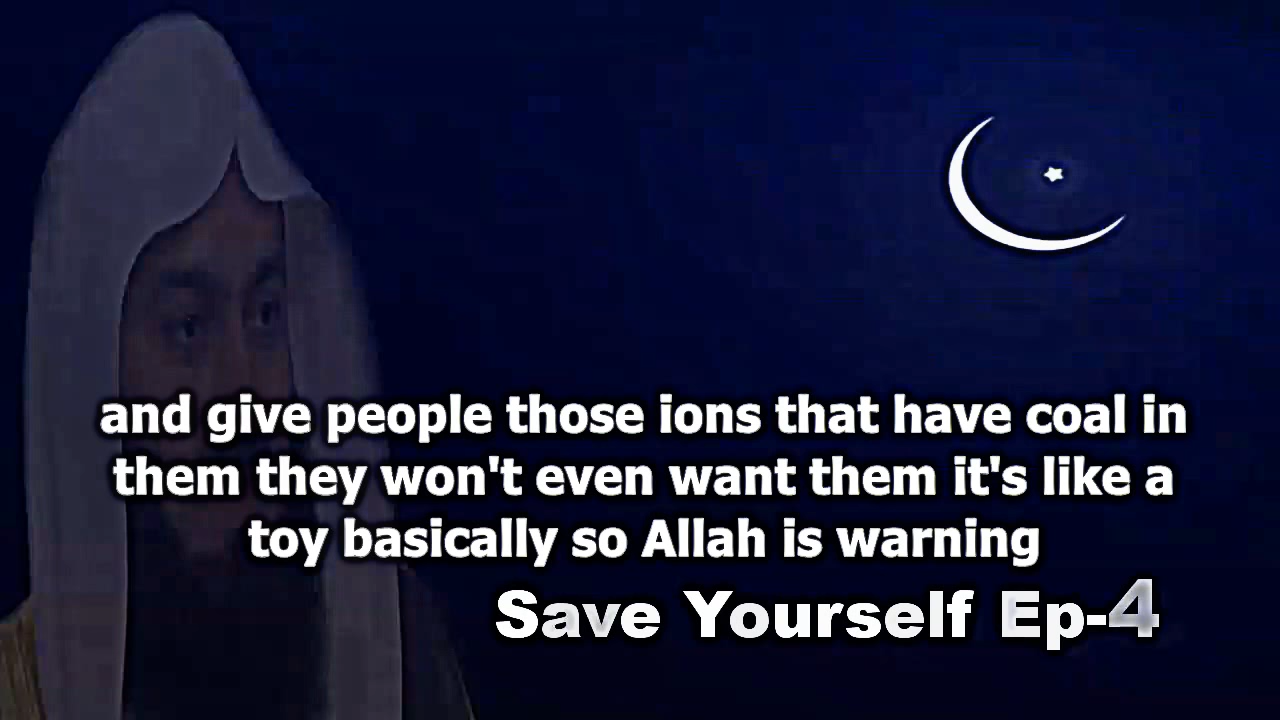 and give people those ions that have coal in
them they won't even want them it's like a
toy basically so Allah is warning
Save Yourself Ep-4